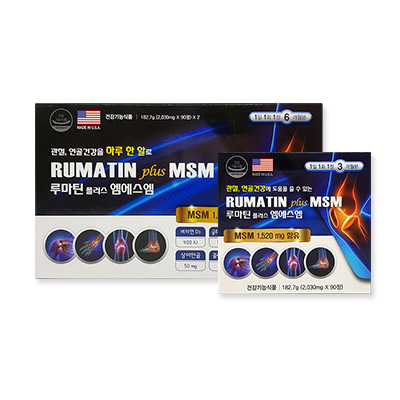 MADE IN U.S.A.
건강기능식품 | 182.7g (2,030mg X 90정) X 2
1일 1회 1정 6 개월분
관절, 연골건강을 하루 한 알로
RUMATIN plus MSM
루마틴 플러스 엠에스엠
MSM 1,
비타민 D₃
400 IU
상어연골
50 mg
1일 1회 1정 3 개월분
관절, 연골건강에 도움을 줄 수 있는
RUMATIN plus MSM
루마틴 플러스 엠에스엠
MSM 1,520 mg 함유
건강기능식품 | 182.7g (2,030mg X 90정)